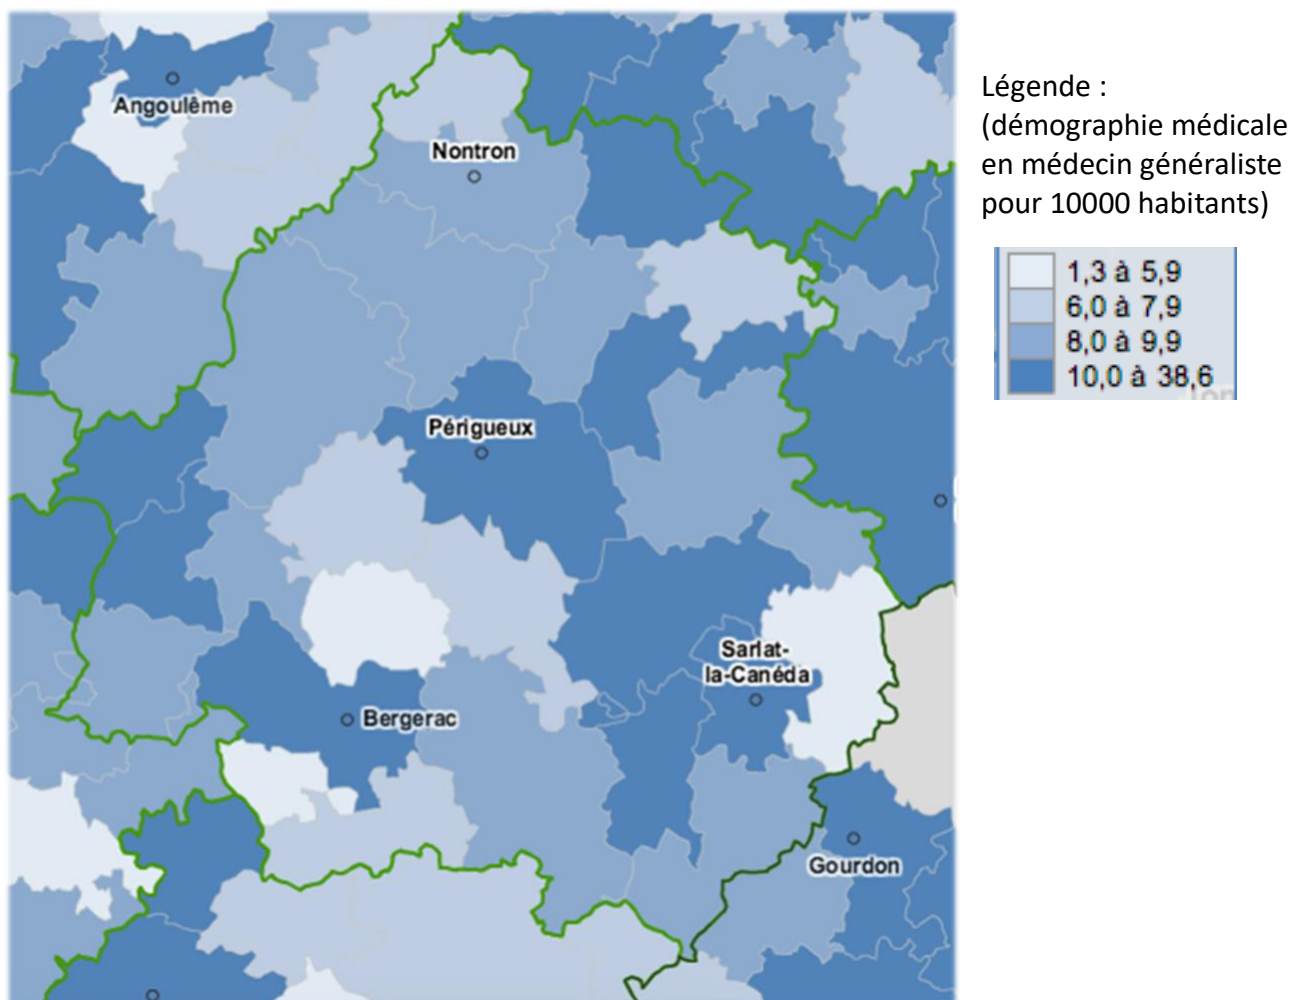 Angoulême
Nontron
Périgueux
Sarlat-
la-Canéda
Bergerac
Gourdon
Légende :
(démographie médicale
en médecin généraliste
pour 10000 habitants)
1,3 à 5,9
6,0 à 7,9
8,0 à 9,9
10,0 à 38,6